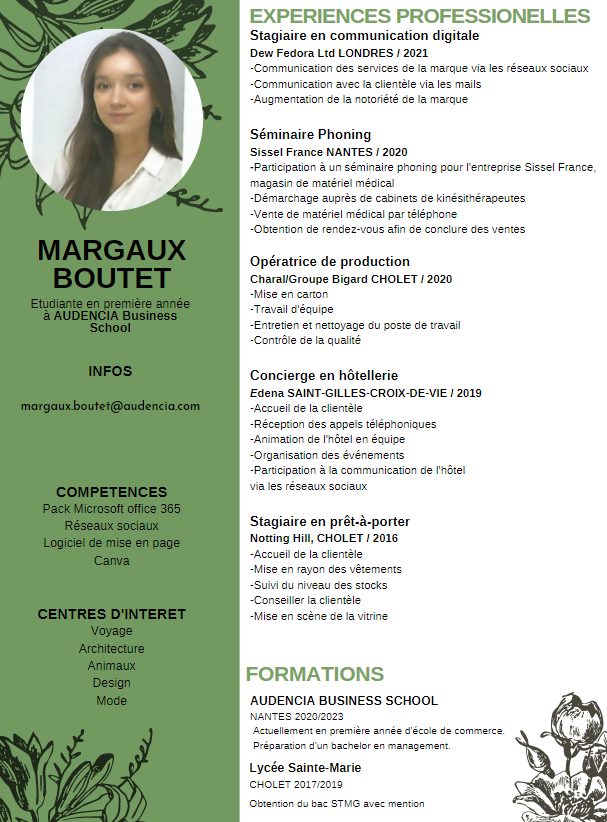 MARGAUX
BOUTET
Etudiante en première année
à AUDENCIA Business
School
INFOS
margaux.boutet@audencia.com
COMPETENCES
Pack Microsoft office 365
Réseaux sociaux
Logiciel de mise en page
Canva
CENTRES D'INTERET
Voyage
Architecture
Animaux
Design
Mode
EXPERIENCES PROFESSIONELLES
Stagiaire en communication digitale
Dew Fedora Ltd LONDRES / 2021
-Communication des services de la marque via les réseaux sociaux
-Communication avec la clientèle via les mails
-Augmentation de la notoriété de la marque
Séminaire Phoning
Sissel France NANTES / 2020
-Participation à un séminaire phoning pour l'entreprise Sissel France,
magasin de matériel médical
-Démarchage auprès de cabinets de kinésithérapeutes
-Vente de matériel médical par téléphone
-Obtention de rendez-vous afin de conclure des ventes
Opératrice de production
Charal/Groupe Bigard CHOLET / 2020
-Mise en carton
-Travail d'équipe
-Entretien et nettoyage du poste de travail
-Contrôle de la qualité
Concierge en hôtellerie
Edena SAINT-GILLES-CROIX-DE-VIE / 2019
-Accueil de la clientèle
-Réception des appels téléphoniques
-Animation de l'hôtel en équipe
-Organisation des événements
-Participation à la communication de l'hôtel
via les réseaux sociaux
Stagiaire en prêt-à-porter
Notting Hill, CHOLET / 2016
-Accueil de la clientèle
-Mise en rayon des vêtements
-Suivi du niveau des stocks
-Conseiller la clientèle
-Mise en scène de la vitrine
FORMATIONS
AUDENCIA BUSINESS SCHOOL
NANTES 2020/2023
Actuellement en première année d'école de commerce.
Préparation d'un bachelor en management.
Lycée Sainte-Marie
CHOLET 2017/2019
Obtention du bac STMG avec mention